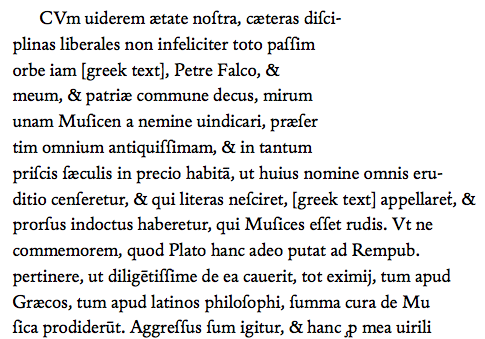 CVm uiderem ætate noſtra, cæteras diſci-
plinas liberales non infeliciter toto paſſim
orbe iam [greek text], Petre Falco, &
meum, & patriæ commune decus, mirum
unam Muſicen a nemine uindicari, præſer
tim omnium antiquiſſimam, & in tantum
priſcis ſæculis in precio habitā, ut huius nomine omnis eru-
ditio cenſeretur, & qui literas neſciret, [greek text] appellaret́, &
prorſus indoctus haberetur, qui Muſices eſſet rudis. Vt ne
commemorem, quod Plato hanc adeo putat ad Rempub.
pertinere, ut diligētiſſime de ea cauerit, tot eximij, tum apud
Græcos, tum apud latinos philoſophi, ſumma cura de Mu
ſica prodiderūt. Aggreſſus ſum igitur, & hanc ꝓ mea uirili